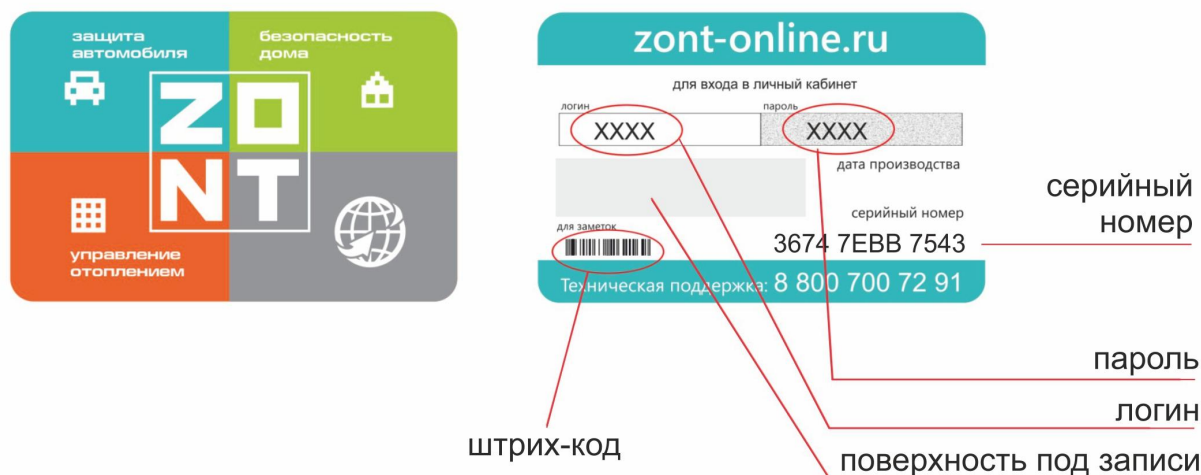 защита
автомобиля
безопасность
дома
ZO
NT
управление
отоплением
zont-online.ru
для входа в личный кабинет
логин
пароль
XXXX
XXXX
дата производства
серийный номер
для заметок
3674 7EBB 7543
Техническая поддержка: 8 800 700 72 91
серийный
номер
пароль
логин
штрих-код
поверхность под записи